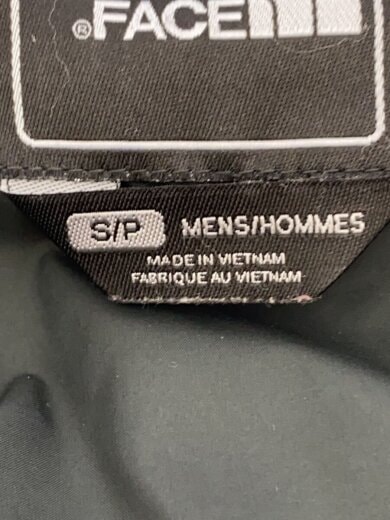 ®FACE
S/P MENS/HOMMES
MADE IN VIETNAM
FABRIQUE AU VIETNAM